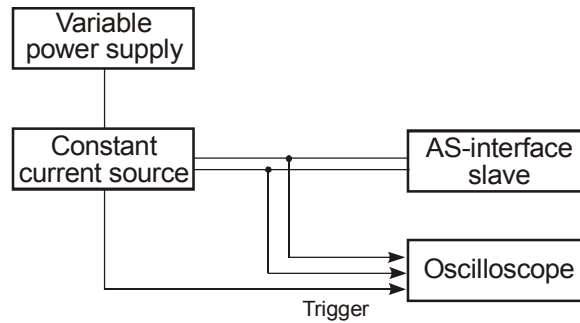 Variable
power supply
Constant
current source
AS-interface
slave
Oscilloscope
Trigger